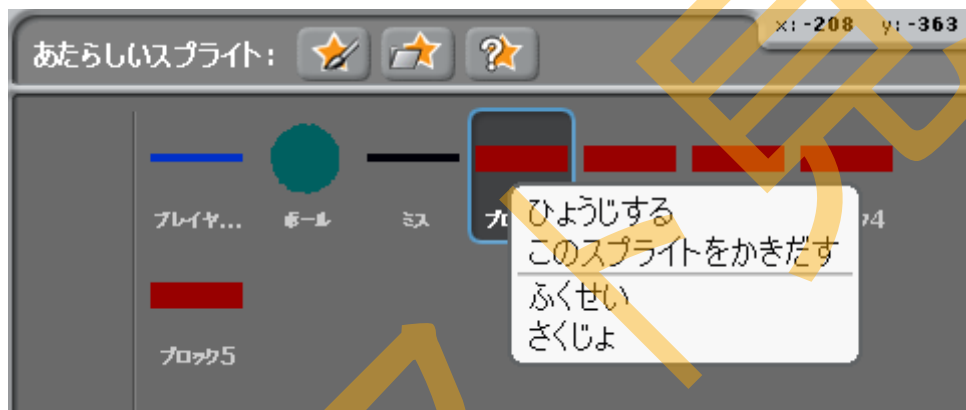 x: -208 y: -363
あたらしいスプライト:
プレイヤ...
ボール
ミス
ひょうじする
このスプライトをかきだす
ふくせい
さくじょ
ブロック5